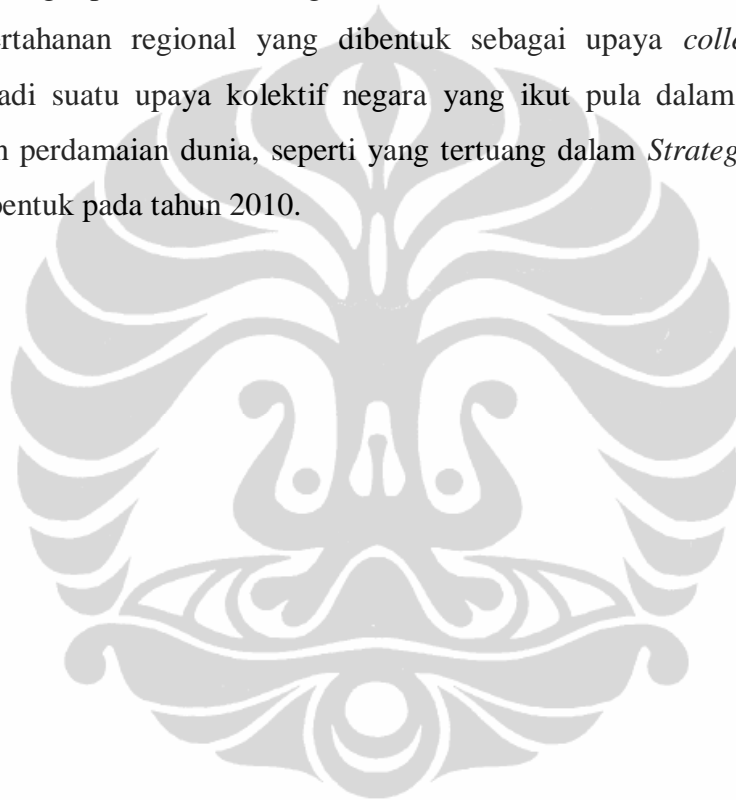 ertahanan regional yang dibentuk sebagai upaya colle
adi suatu upaya kolektif negara yang ikut pula dalam
n perdamaian dunia, seperti yang tertuang dalam Strateg
bentuk pada tahun 2010.